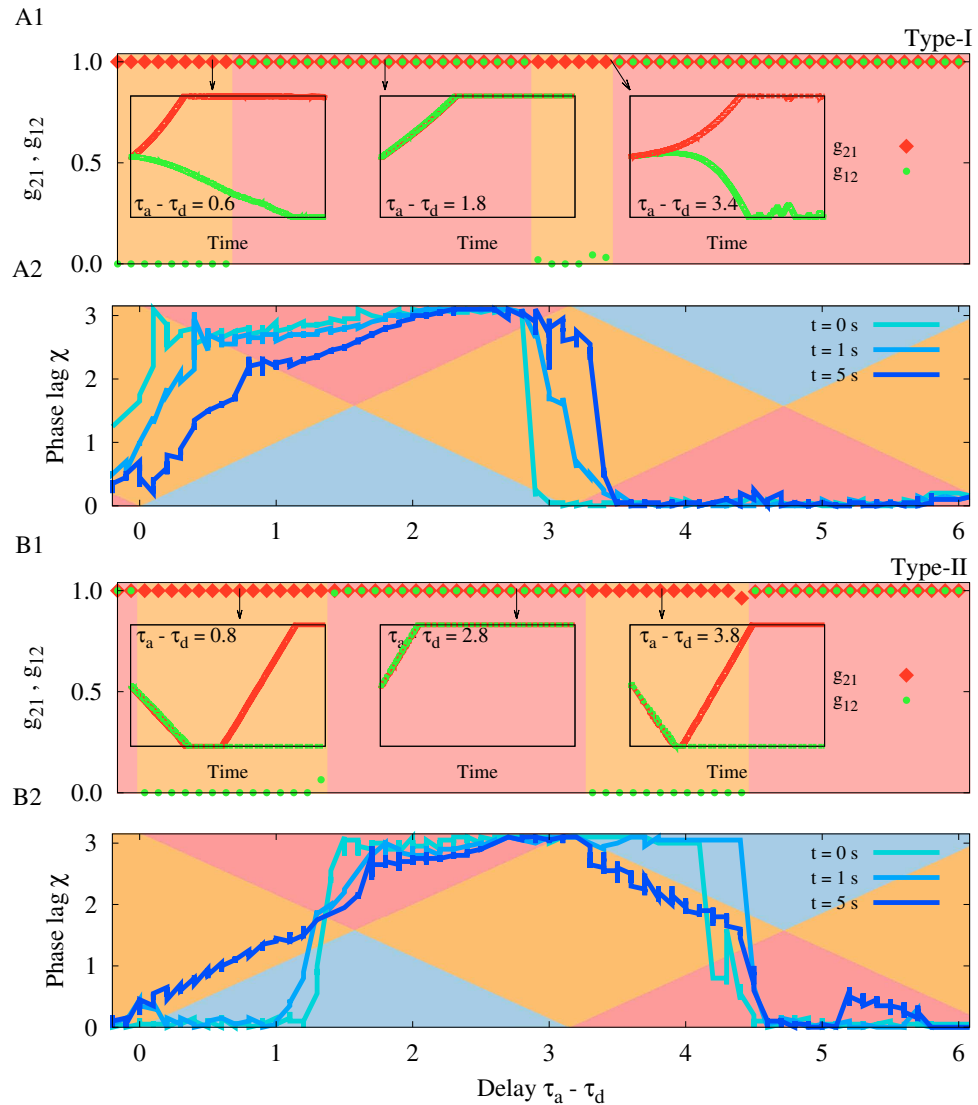 A1
Type-I
1.0
0.5
0.0
g21 , g12
τa - τd = 0.6
τa - τd = 1.8
τa - τd = 3.4
Time
Time
Time
g21
g12
A2
3
2
1
0
Phase lag χ
t = 0 s
t = 1 s
t = 5 s
0 1 2 3 4 5 6
B1
Type-II
1.0
0.5
0.0
g21 , g12
τa - τd = 0.8
τa - τd = 2.8
τa - τd = 3.8
Time
Time
Time
g21
g12
B2
3
2
1
0
Phase lag χ
t = 0 s
t = 1 s
t = 5 s
0 1 2 3 4 5 6
Delay τa - τd